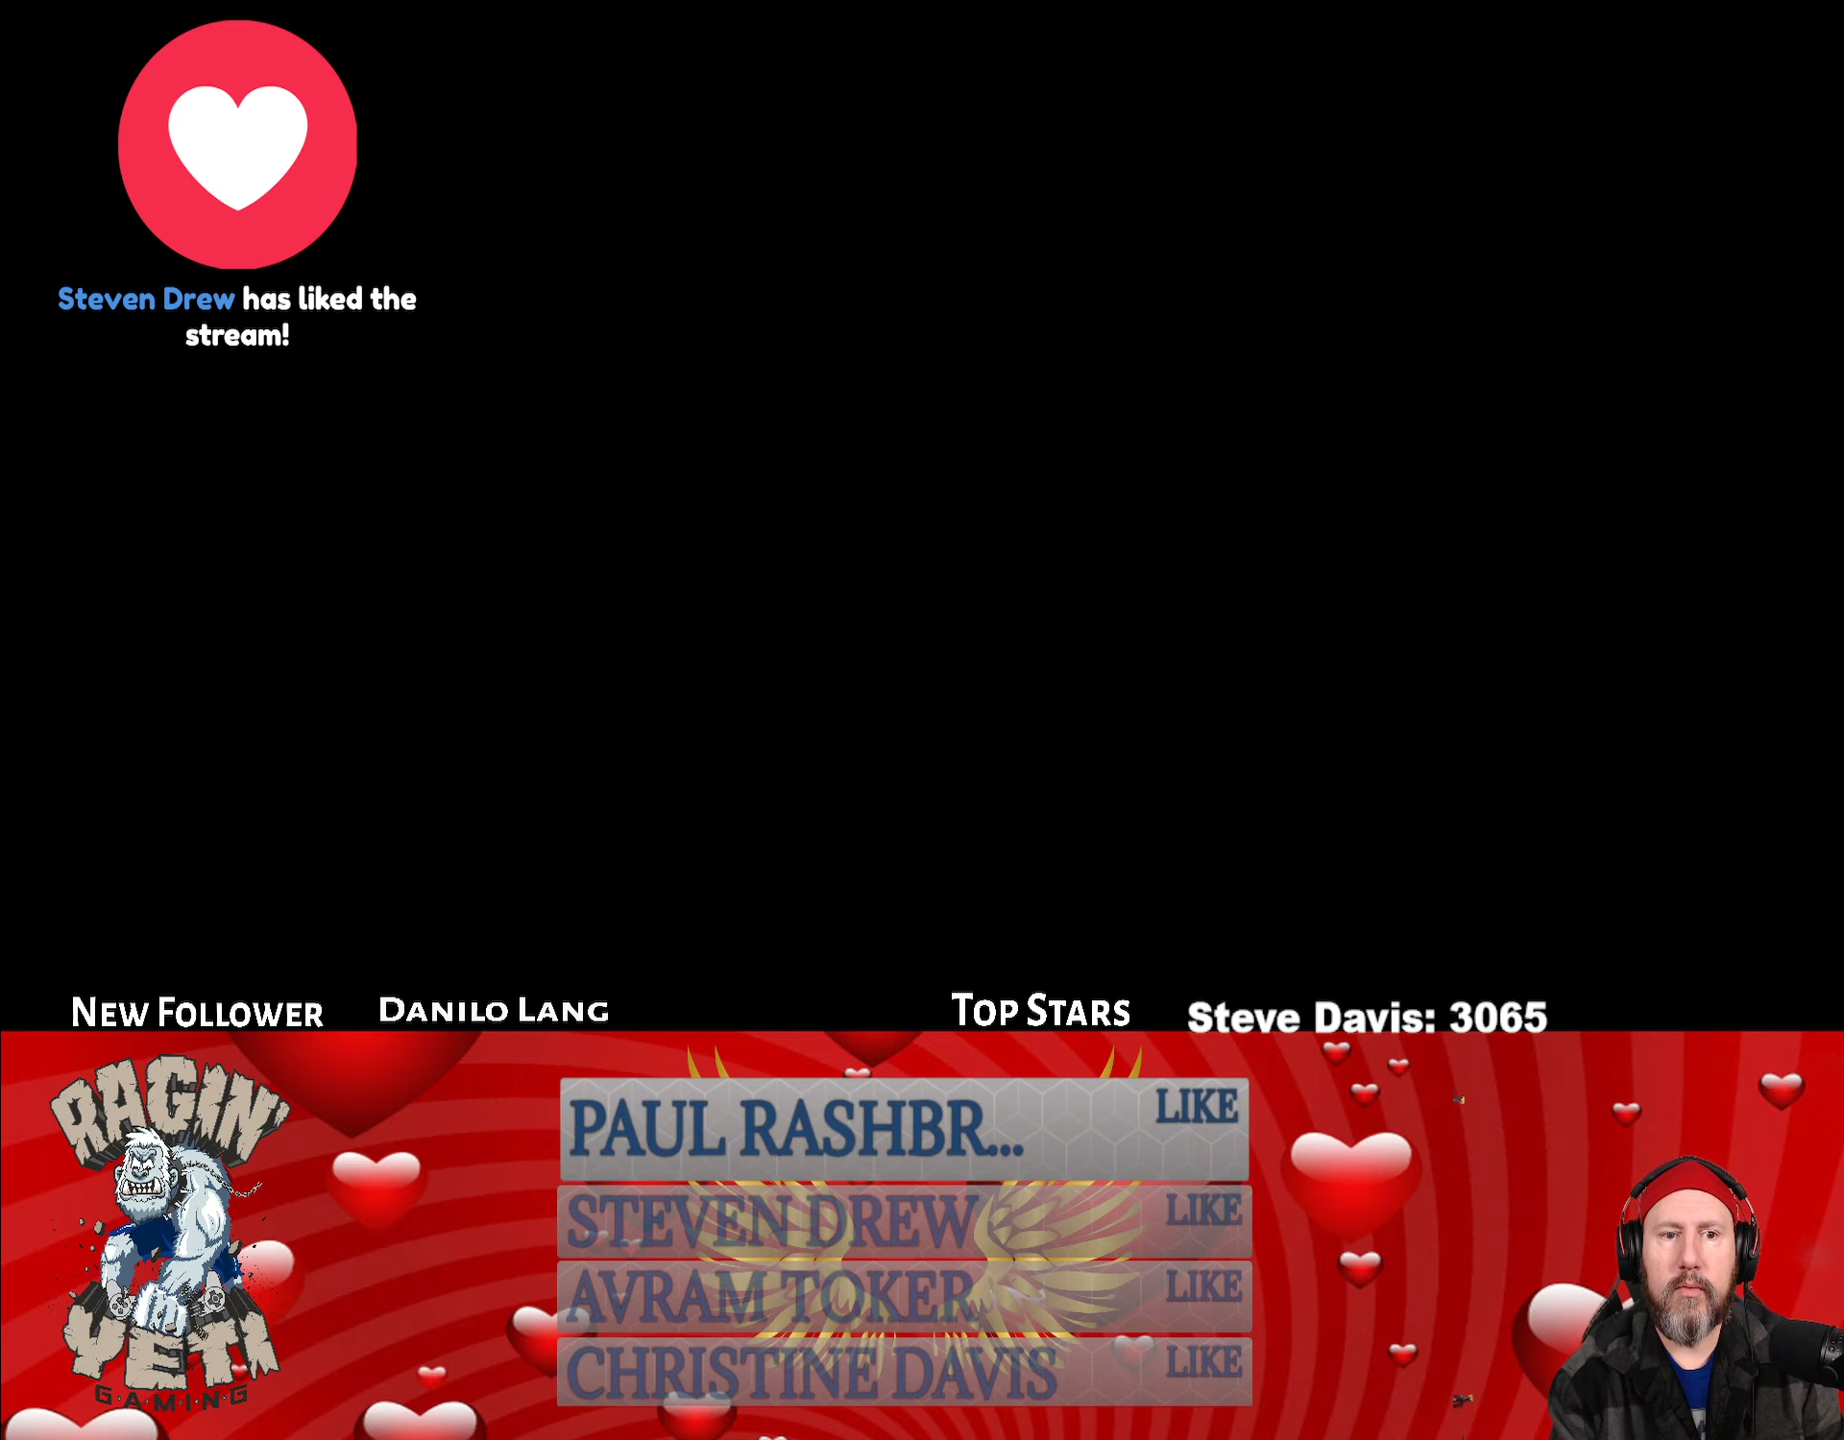 Steven Drew has liked the
stream!
New Follower
Danilo Lang
Top Stars
Steve Davis: 3065
RAGIN'
YETI
G·A·M·I·N·G
PAUL RASHBR...
LIKE
STEVEN DREW
LIKE
AVRAM TOKER
LIKE
CHRISTINE DAVIS
LIKE